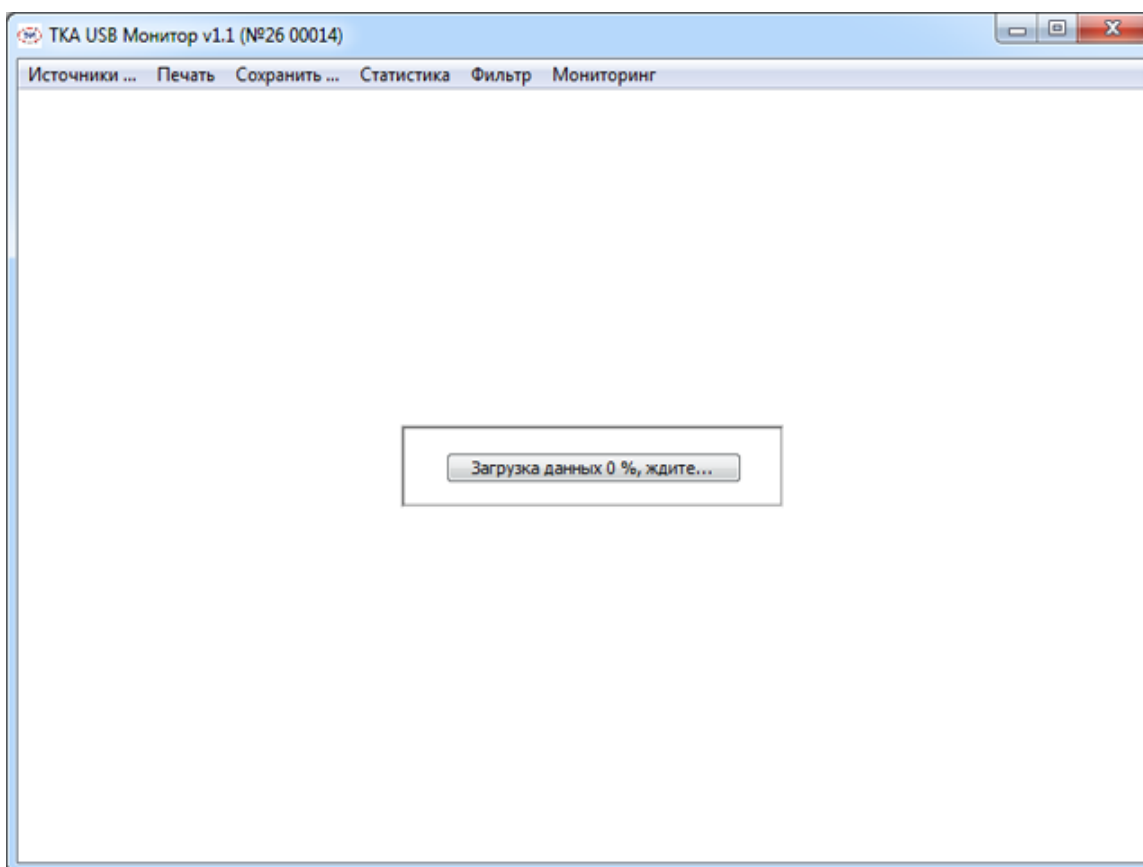 ТКА USB Монитор v1.1 (№26 00014)
Источники ... Печать Сохранить ... Статистика Фильтр Мониторинг
Загрузка данных 0 %, ждите...